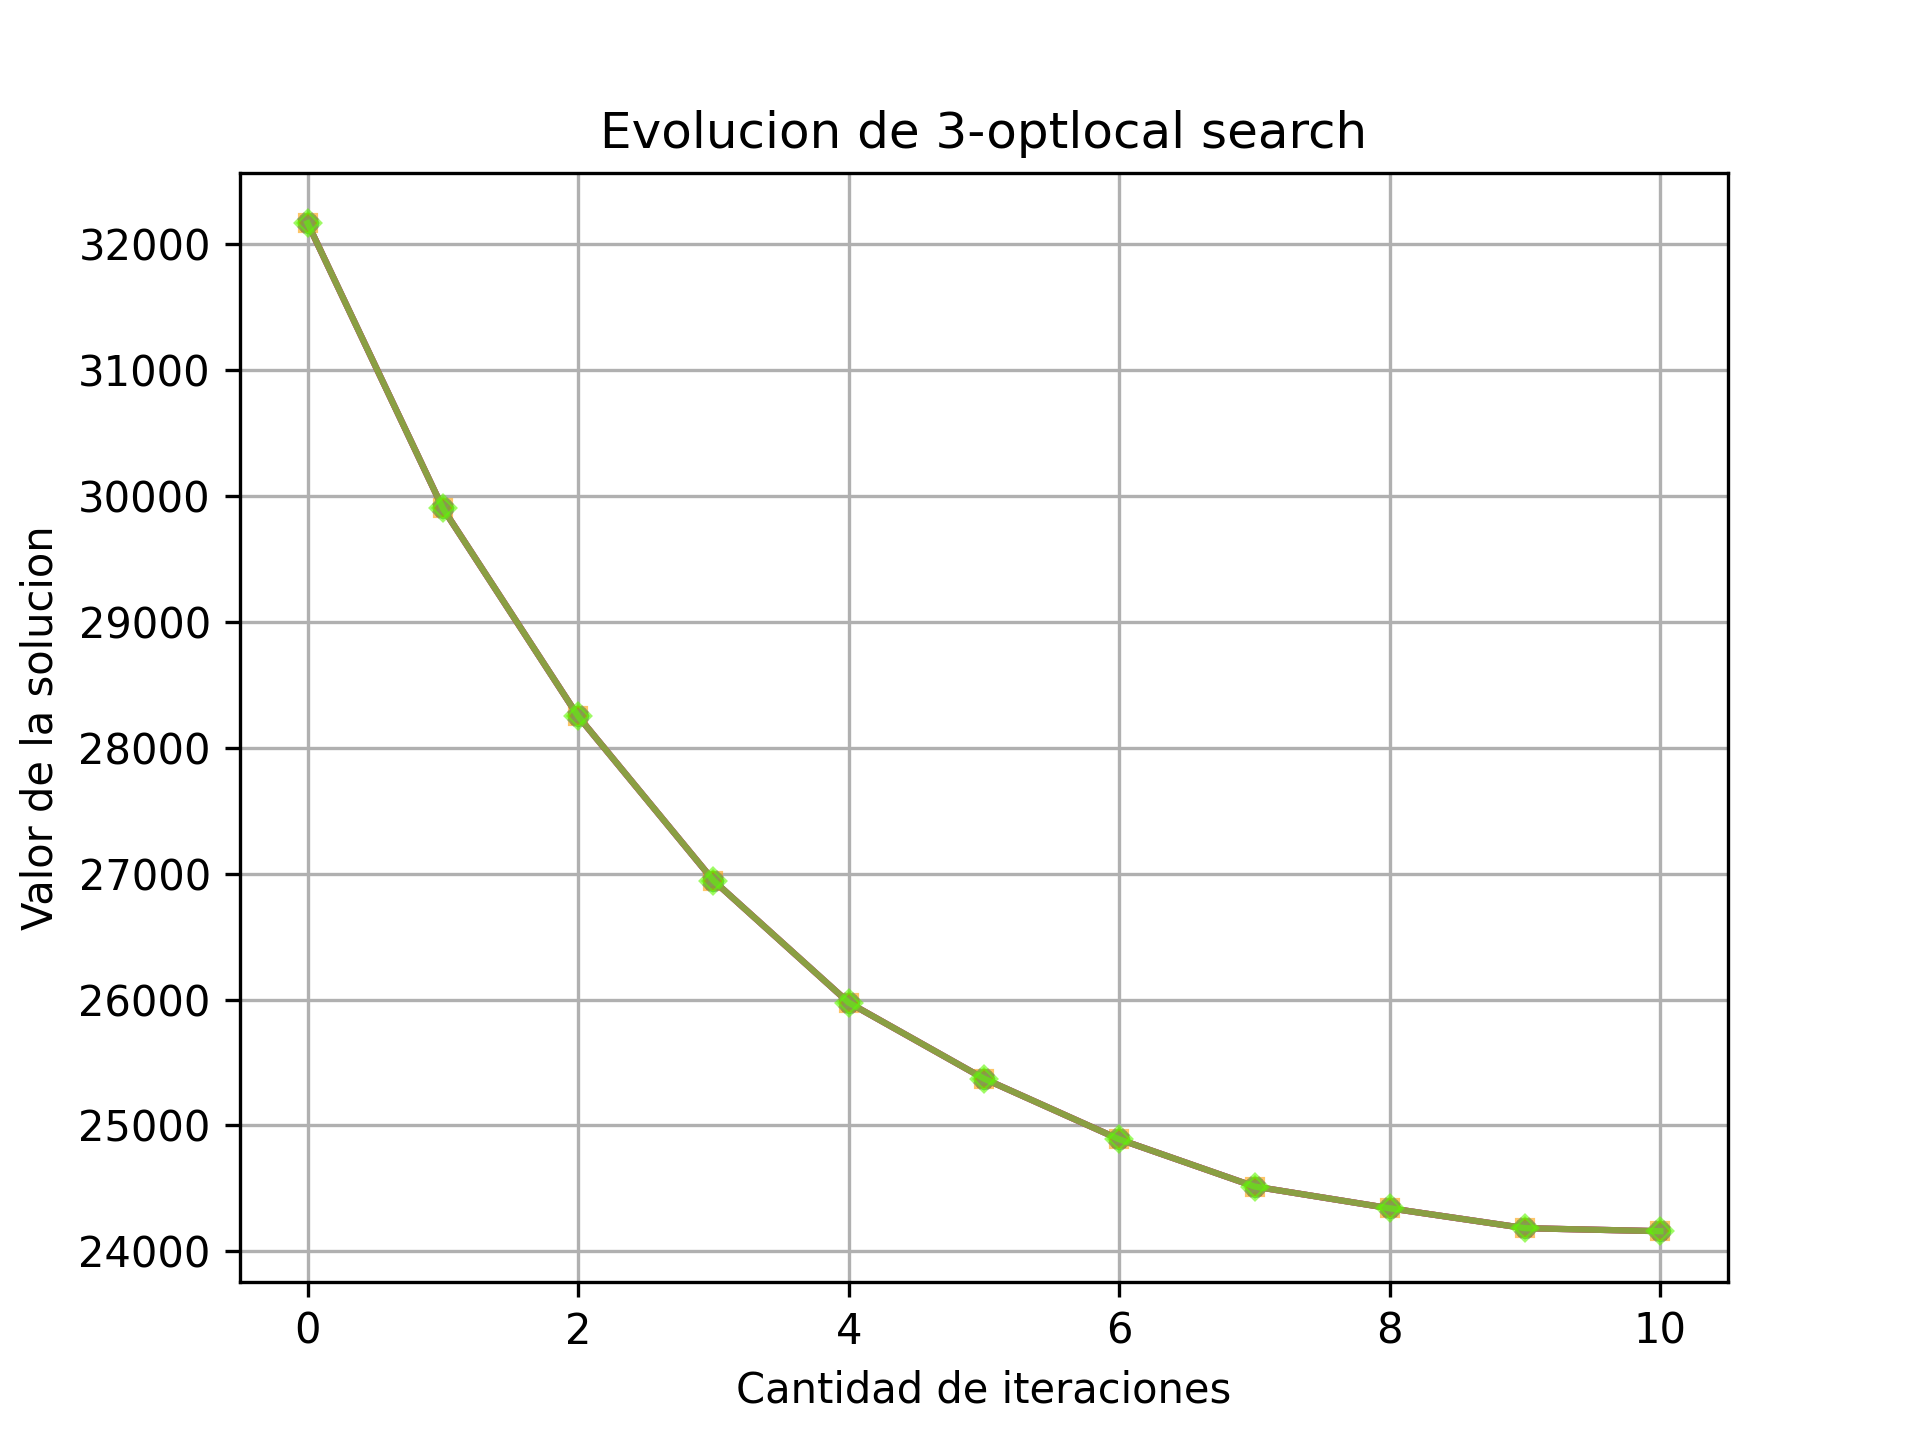 Evolucion de 3-optlocal search
Valor de la solucion
32000
31000
30000
29000
28000
27000
26000
25000
24000
0 2 4 6 8 10
Cantidad de iteraciones